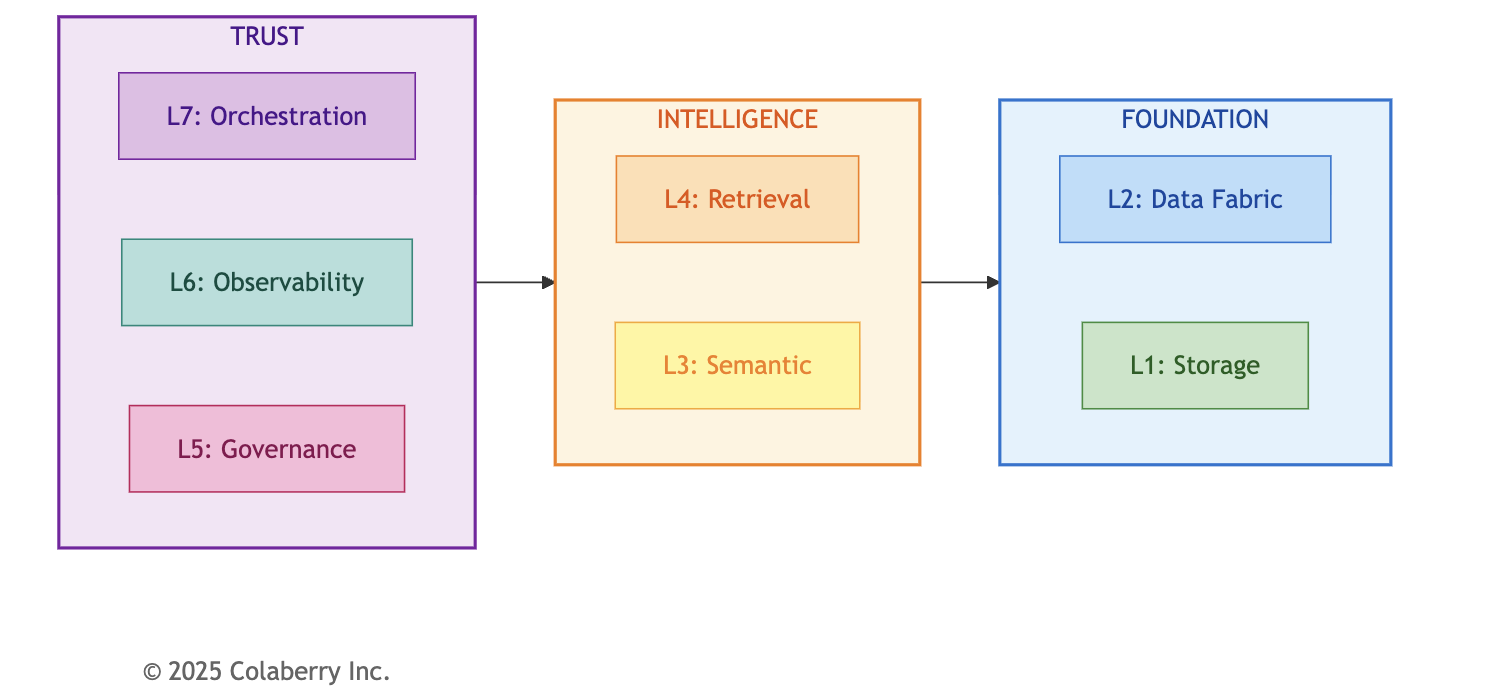 TRUST
L7: Orchestration
L6: Observability
L5: Governance
INTELLIGENCE
L4: Retrieval
L3: Semantic
FOUNDATION
L2: Data Fabric
L1: Storage
© 2025 Colaberry Inc.